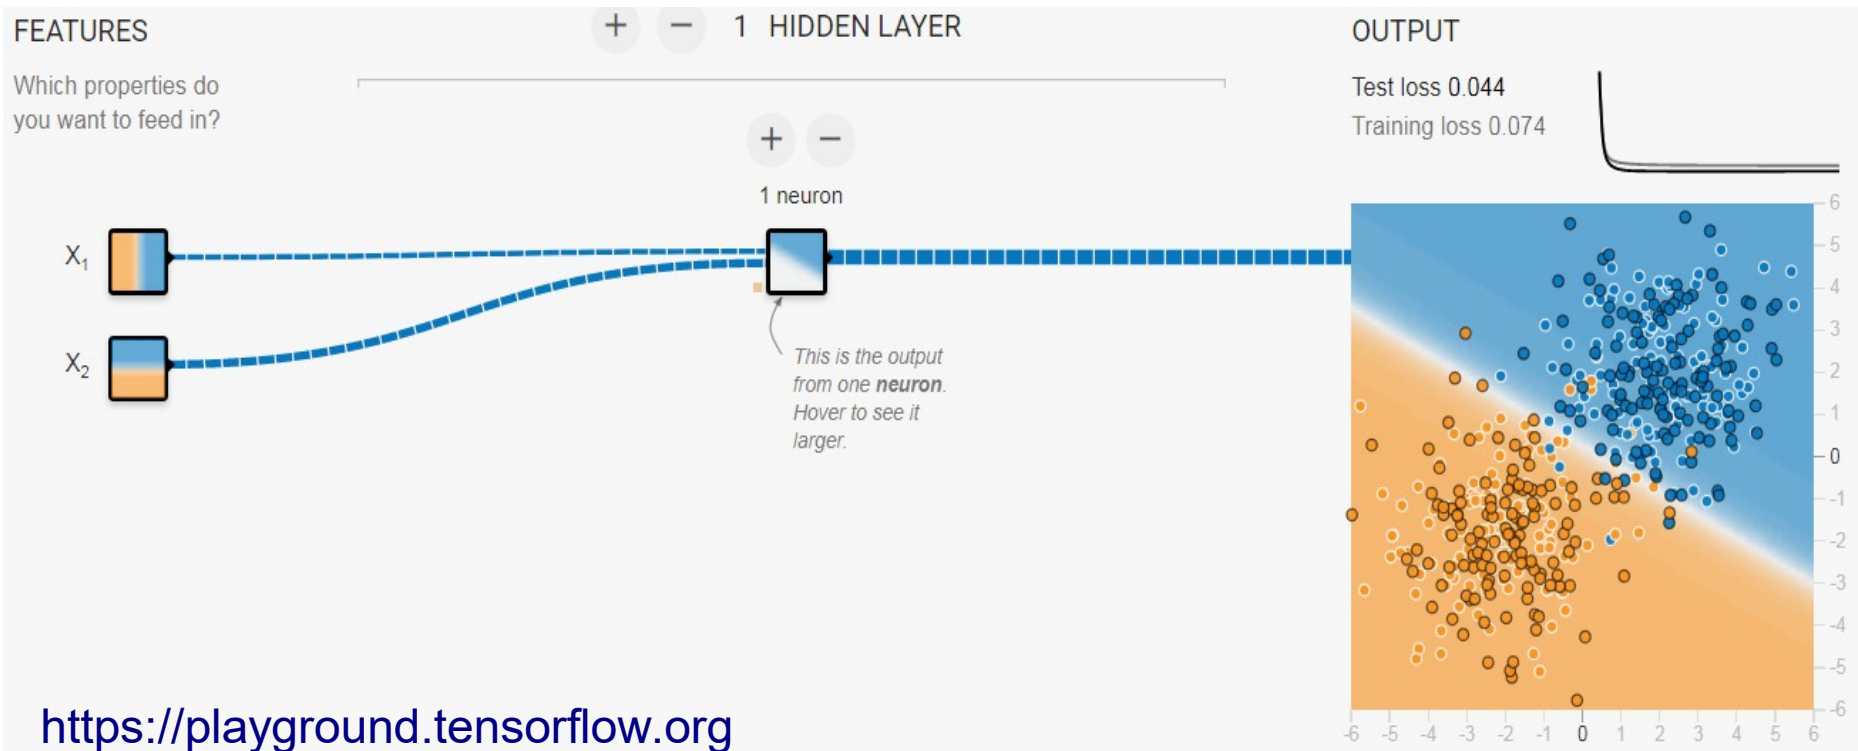 FEATURES
Which properties do
you want to feed in?
+ − 1 HIDDEN LAYER
+ −
1 neuron
X₁
X₂
This is the output
from one neuron.
Hover to see it
larger.
OUTPUT
Test loss 0.044
Training loss 0.074
6
5
4
3
2
1
0
-1
-2
-3
-4
-5
-6
-6 -5 -4 -3 -2 -1 0 1 2 3 4 5 6
https://playground.tensorflow.org